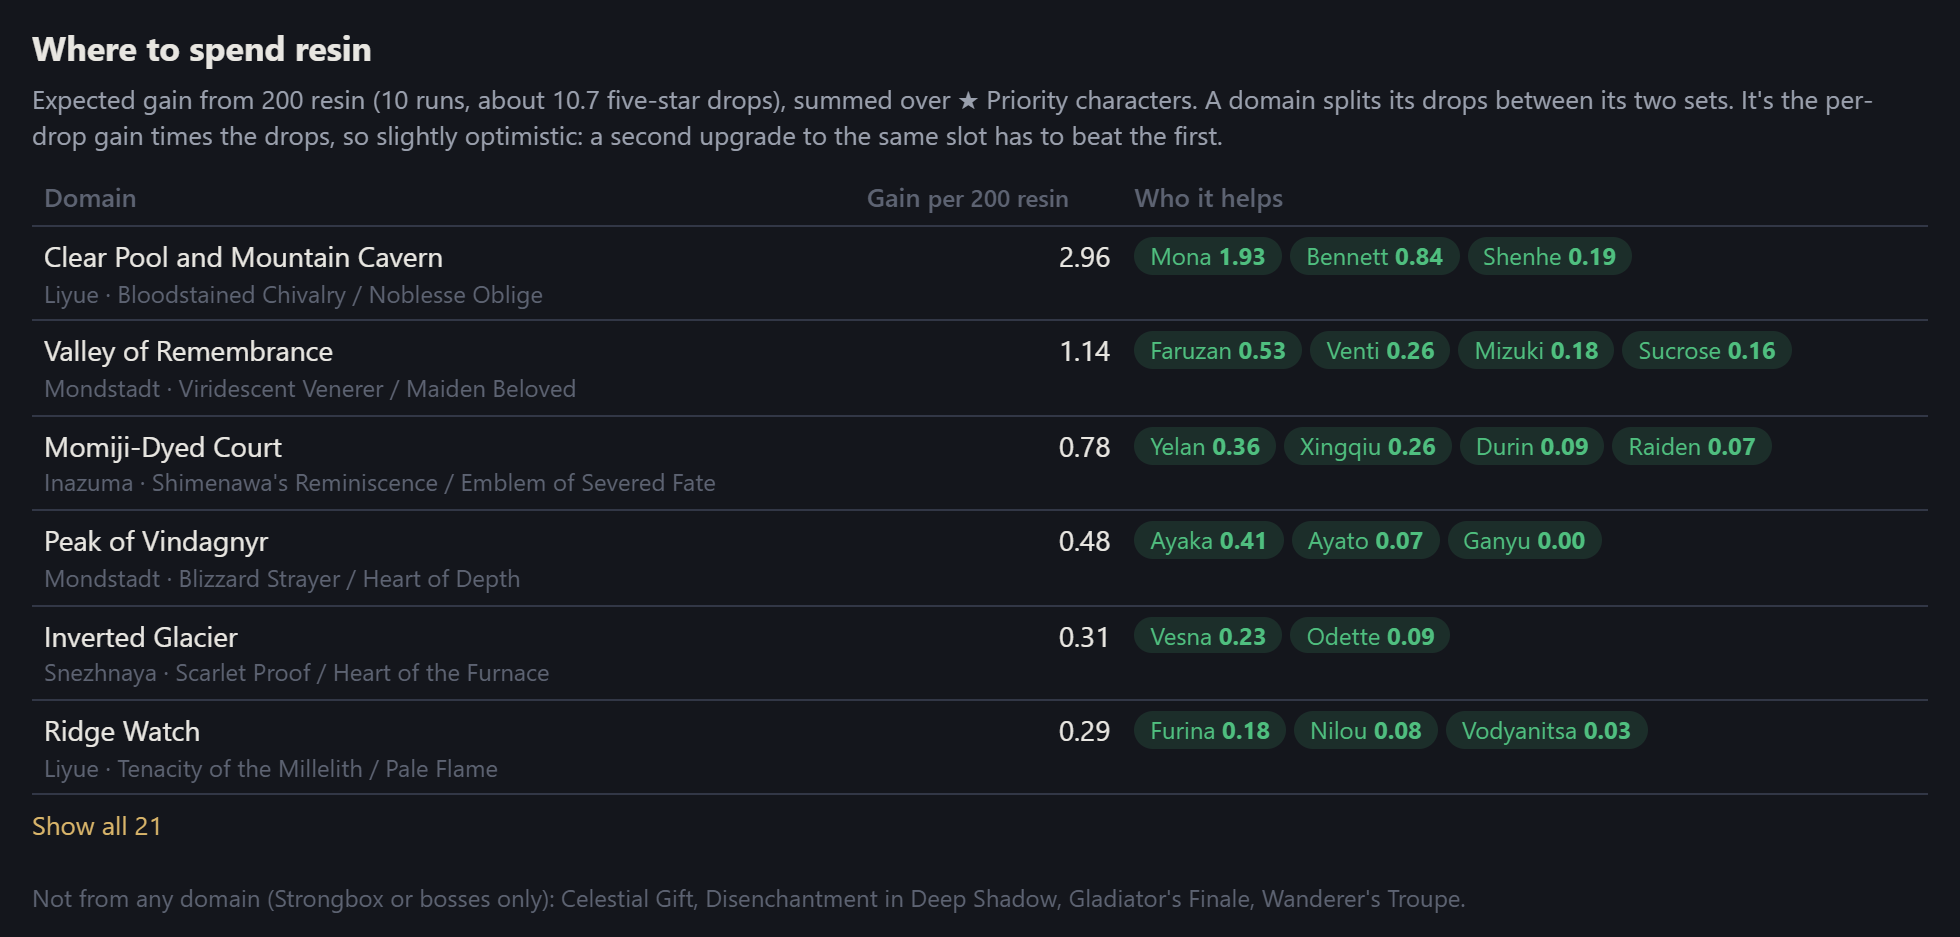 Where to spend resin
Expected gain from 200 resin (10 runs, about 10.7 five-star drops), summed over ★ Priority characters. A domain splits its drops between its two sets. It's the per-
drop gain times the drops, so slightly optimistic: a second upgrade to the same slot has to beat the first.
Domain Gain per 200 resin Who it helps
Clear Pool and Mountain Cavern 2.96 Mona 1.93 Bennett 0.84 Shenhe 0.19
Liyue · Bloodstained Chivalry / Noblesse Oblige
Valley of Remembrance 1.14 Faruzan 0.53 Venti 0.26 Mizuki 0.18 Sucrose 0.16
Mondstadt · Viridescent Venerer / Maiden Beloved
Momiji-Dyed Court 0.78 Yelan 0.36 Xingqiu 0.26 Durin 0.09 Raiden 0.07
Inazuma · Shimenawa's Reminiscence / Emblem of Severed Fate
Peak of Vindagnyr 0.48 Ayaka 0.41 Ayato 0.07 Ganyu 0.00
Mondstadt · Blizzard Strayer / Heart of Depth
Inverted Glacier 0.31 Vesna 0.23 Odette 0.09
Snezhnaya · Scarlet Proof / Heart of the Furnace
Ridge Watch 0.29 Furina 0.18 Nilou 0.08 Vodyanitsa 0.03
Liyue · Tenacity of the Millelith / Pale Flame
Show all 21
Not from any domain (Strongbox or bosses only): Celestial Gift, Disenchantment in Deep Shadow, Gladiator's Finale, Wanderer's Troupe.